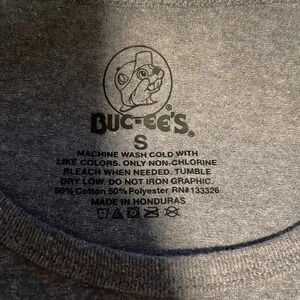 BUC-EE'S®
S
MACHINE WASH COLD WITH
LIKE COLORS. ONLY NON-CHLORINE
BLEACH WHEN NEEDED. TUMBLE
DRY LOW. DO NOT IRON GRAPHIC.
50% Cotton 50% Polyester RN# 133326
MADE IN HONDURAS